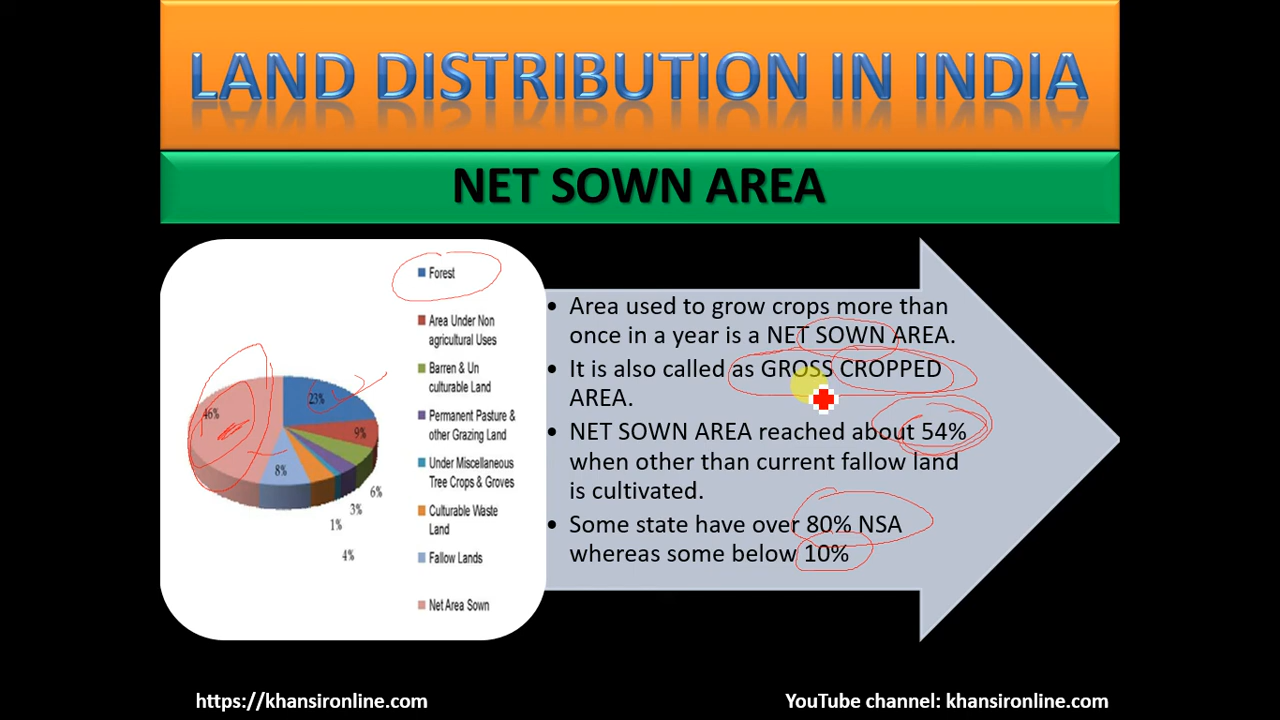 LAND DISTRIBUTION IN INDIA
NET SOWN AREA
Forest
Area Under Non
agricultural Uses
Barren & Un
culturable Land
Permanent Pasture &
other Grazing Land
Under Miscellaneous
Tree Crops & Groves
Culturable Waste
Land
Fallow Lands
Net Area Sown
46%
23%
9%
8%
6%
3%
1%
4%
• Area used to grow crops more than
once in a year is a NET SOWN AREA.
• It is also called as GROSS CROPPED
AREA.
• NET SOWN AREA reached about 54%
when other than current fallow land
is cultivated.
• Some state have over 80% NSA
whereas some below 10%
https://khansironline.com
YouTube channel: khansironline.com